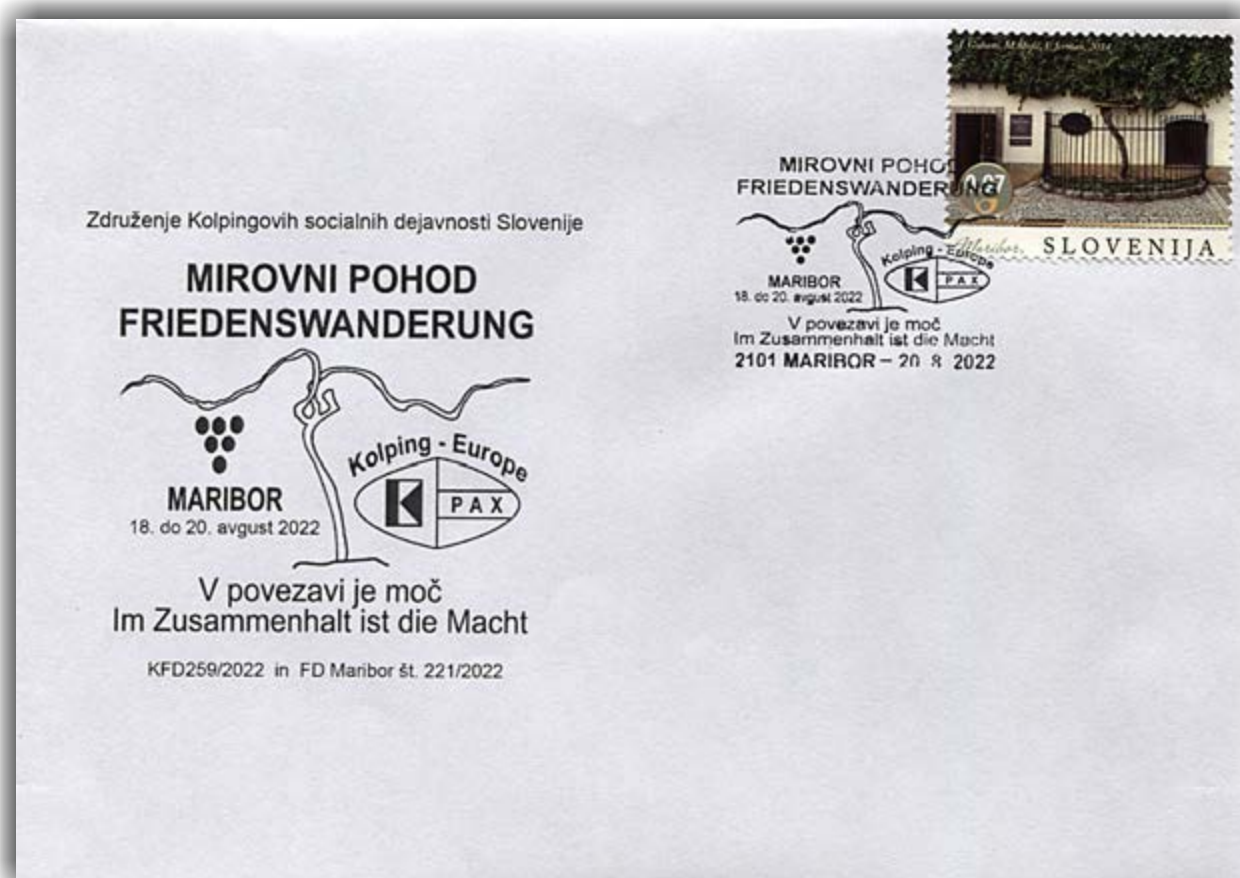 Združenje Kolpingovih socialnih dejavnosti Slovenije
MIROVNI POHOD
FRIEDENSWANDERUNG
MARIBOR
18. do 20. avgust 2022
Kolping - Europe
K PAX
V povezavi je moč
Im Zusammenhalt ist die Macht
KFD259/2022 in FD Maribor št. 221/2022
2014
MIROVNI POHOD
FRIEDENSWANDERUNG
Maribor, SLOVENIJA
Kolping - Europe
K PAX
MARIBOR
18. do 20. avgust 2022
V povezavi je moč
Im Zusammenhalt ist die Macht
2101 MARIBOR – 20 8 2022